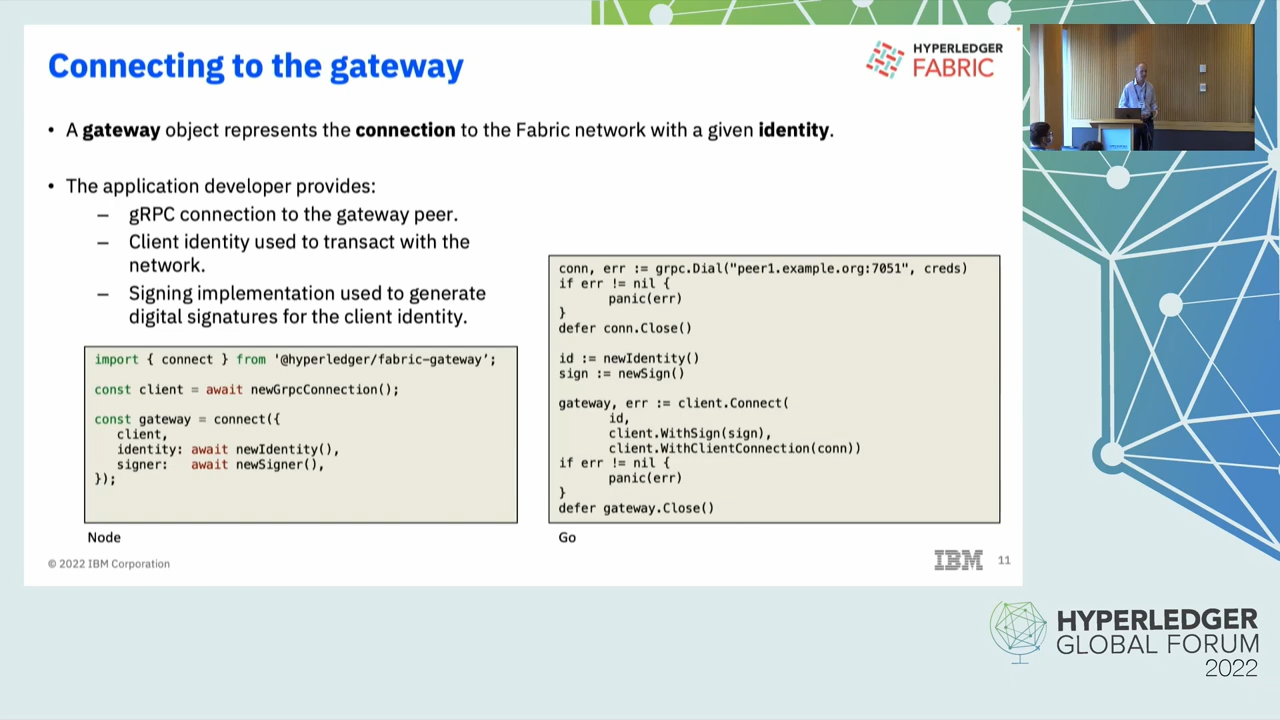 Connecting to the gateway
HYPERLEDGER
FABRIC
• A gateway object represents the connection to the Fabric network with a given identity.
• The application developer provides:
– gRPC connection to the gateway peer.
– Client identity used to transact with the
network.
– Signing implementation used to generate
digital signatures for the client identity.
import { connect } from '@hyperledger/fabric-gateway';
const client = await newGrpcConnection();
const gateway = connect({
client,
identity: await newIdentity(),
signer: await newSigner(),
});
Node
conn, err := grpc.Dial("peer1.example.org:7051", creds)
if err != nil {
panic(err)
}
defer conn.Close()
id := newIdentity()
sign := newSign()
gateway, err := client.Connect(
id,
client.WithSign(sign),
client.WithClientConnection(conn))
if err != nil {
panic(err)
}
defer gateway.Close()
Go
© 2022 IBM Corporation
IBM
11
HYPERLEDGER
GLOBAL FORUM
2022